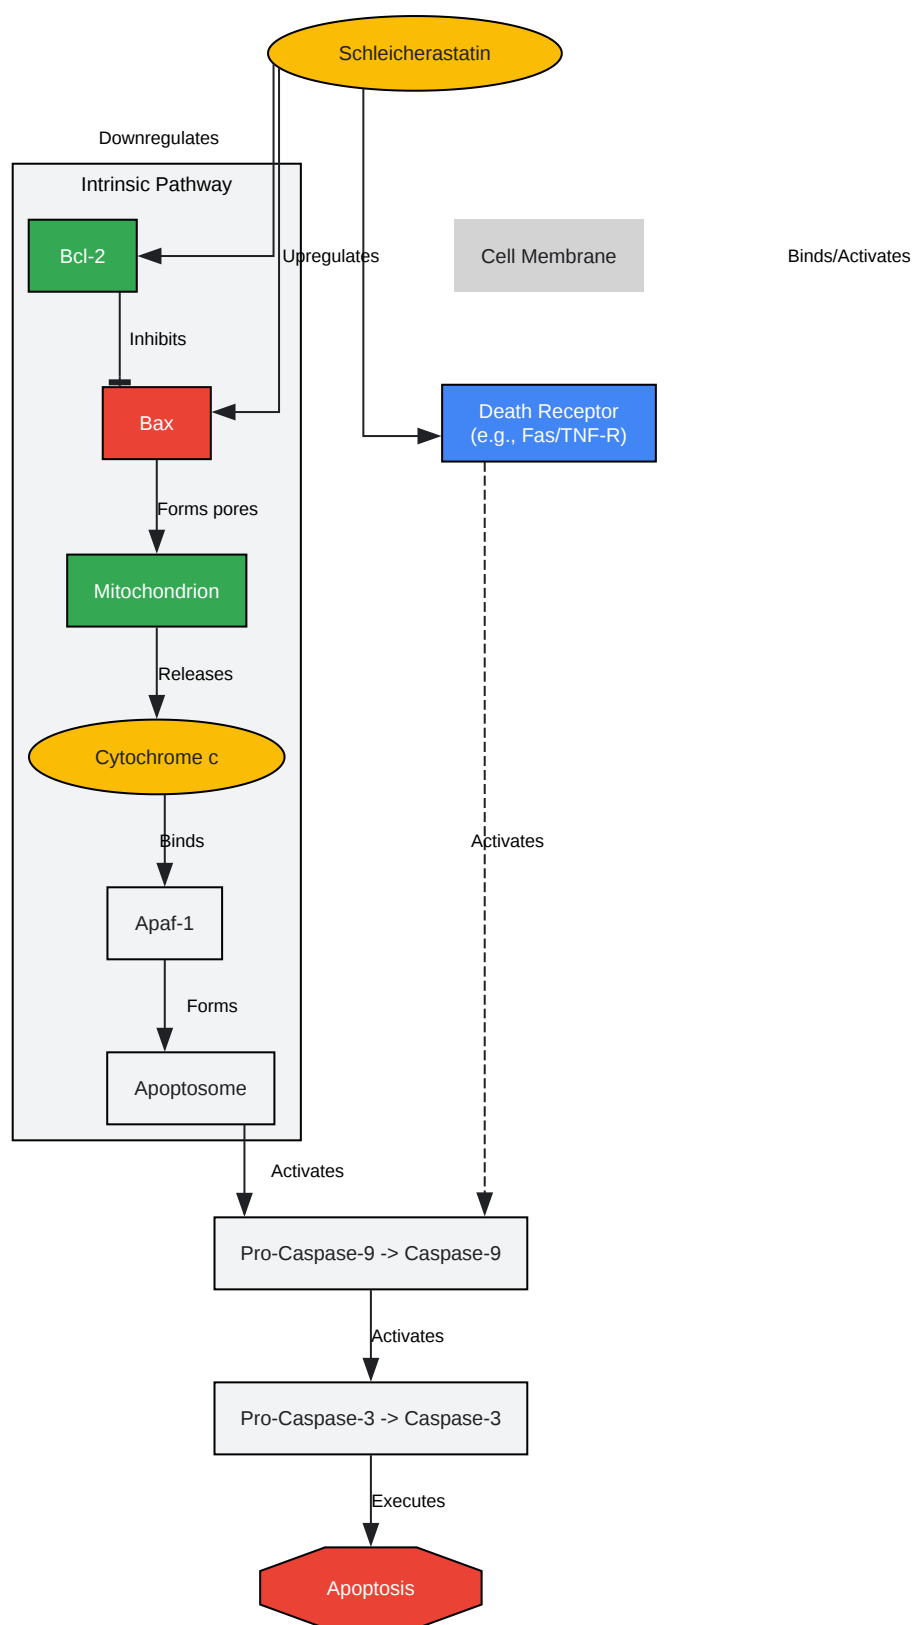 Schleicherastatin
Downregulates
Intrinsic Pathway
Bcl-2
Upregulates
Cell Membrane
Binds/Activates
Inhibits
Bax
Death Receptor
(e.g., Fas/TNF-R)
Forms pores
Mitochondrion
Releases
Cytochrome c
Binds
Activates
Apaf-1
Forms
Apoptosome
Activates
Pro-Caspase-9 -> Caspase-9
Activates
Pro-Caspase-3 -> Caspase-3
Executes
Apoptosis